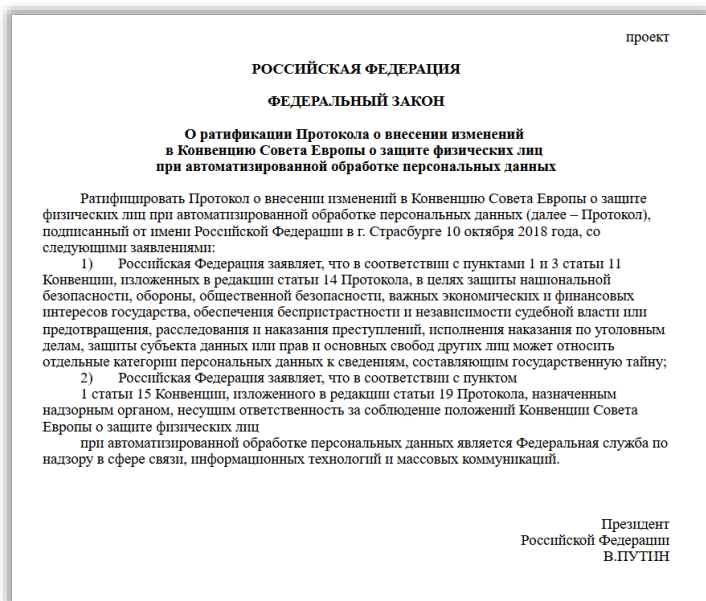 проект
РОССИЙСКАЯ ФЕДЕРАЦИЯ
ФЕДЕРАЛЬНЫЙ ЗАКОН
О ратификации Протокола о внесении изменений
в Конвенцию Совета Европы о защите физических лиц
при автоматизированной обработке персональных данных
Ратифицировать Протокол о внесении изменений в Конвенцию Совета Европы о защите
физических лиц при автоматизированной обработке персональных данных (далее – Протокол),
подписанный от имени Российской Федерации в г. Страсбурге 10 октября 2018 года, со
следующими заявлениями:
1) Российская Федерация заявляет, что в соответствии с пунктами 1 и 3 статьи 11
Конвенции, изложенных в редакции статьи 14 Протокола, в целях защиты национальной
безопасности, обороны, общественной безопасности, важных экономических и финансовых
интересов государства, обеспечения беспристрастности и независимости судебной власти или
предотвращения, расследования и наказания преступлений, исполнения наказания по уголовным
делам, защиты субъекта данных или прав и основных свобод других лиц может относить
отдельные категории персональных данных к сведениям, составляющим государственную тайну;
2) Российская Федерация заявляет, что в соответствии с пунктом
1 статьи 15 Конвенции, изложенного в редакции статьи 19 Протокола, назначенным
надзорным органом, несущим ответственность за соблюдение положений Конвенции Совета
Европы о защите физических лиц
при автоматизированной обработке персональных данных является Федеральная служба по
надзору в сфере связи, информационных технологий и массовых коммуникаций.
Президент
Российской Федерации
В.ПУТИН